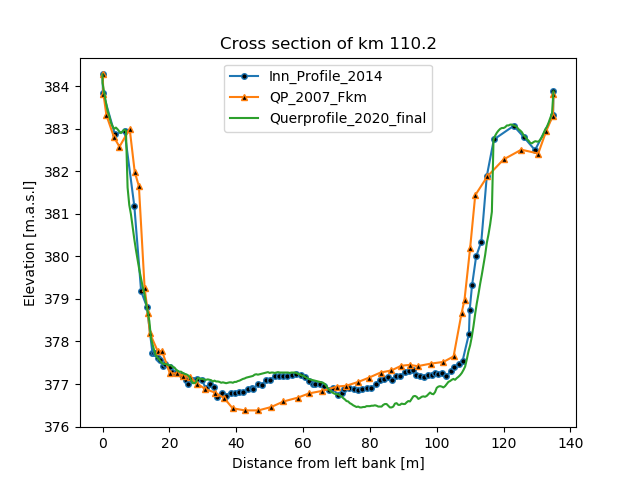 Cross section of km 110.2
Inn_Profile_2014
QP_2007_Fkm
Querprofile_2020_final
Elevation [m.a.s.l]
384
383
382
381
380
379
378
377
376
0 20 40 60 80 100 120 140
Distance from left bank [m]